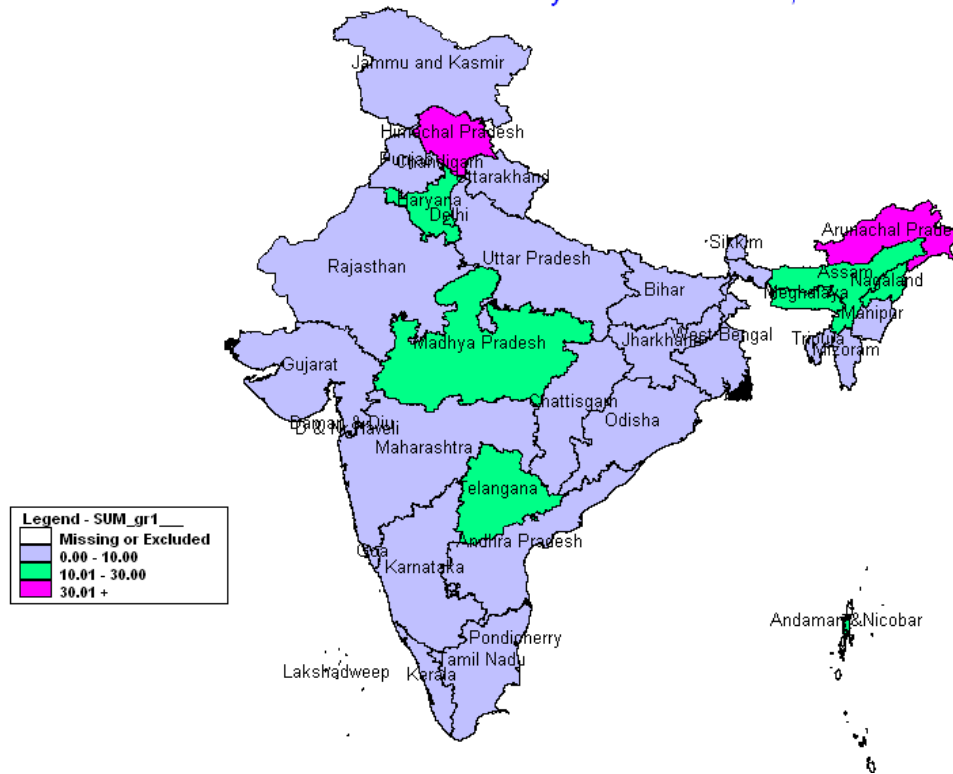 Jammu and Kasmir
Himachal Pradesh
Punjab
Chandigarh
Uttarakhand
Haryana
Delhi
Rajasthan
Uttar Pradesh
Sikkim
Arunachal Prade
Assam
Nagaland
Meghalaya
Manipur
Bihar
Tripura
Mizoram
West Bengal
Jharkhand
Madhya Pradesh
Gujarat
Chattisgarh
Odisha
Daman & Diu
D & N. Haveli
Maharashtra
Telangana
Andhra Pradesh
Goa
Karnataka
Pondicherry
Tamil Nadu
Kerala
Lakshadweep
Andaman &Nicobar
Legend - SUM_gr1___
Missing or Excluded
0.00 - 10.00
10.01 - 30.00
30.01 +